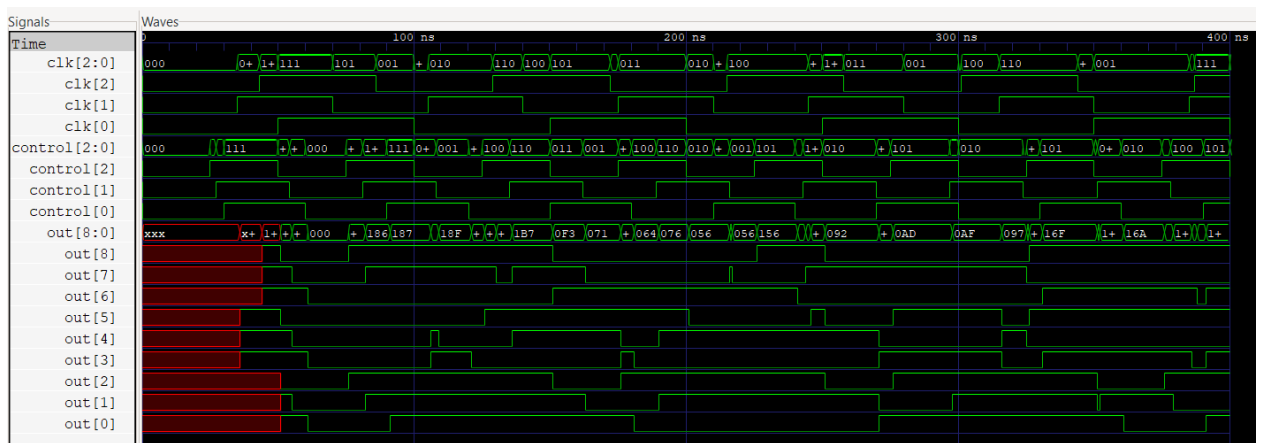 Signals Waves
Time 0 100 ns 200 ns 300 ns 400 ns
clk[2:0] 000 0+ 1+ 111 101 001 + 010 110 100 101 011 010 + 100 + 1+ 011 001 100 110 + 001 111
clk[2]
clk[1]
clk[0]
control[2:0] 000 111 + + 000 + 1+ 111 0+ 001 + 100 110 011 001 + 100 110 010 + 001 101 1+ 010 + 101 010 + 101 0+ 010 100 101
control[2]
control[1]
control[0]
out[8:0] xxx x+ 1+ + + 000 + 186 187 18F + + + 1B7 0F3 071 + 064 076 056 056 156 + 092 + 0AD 0AF 097 + 16F 1+ 16A 1+ 1+
out[8]
out[7]
out[6]
out[5]
out[4]
out[3]
out[2]
out[1]
out[0]